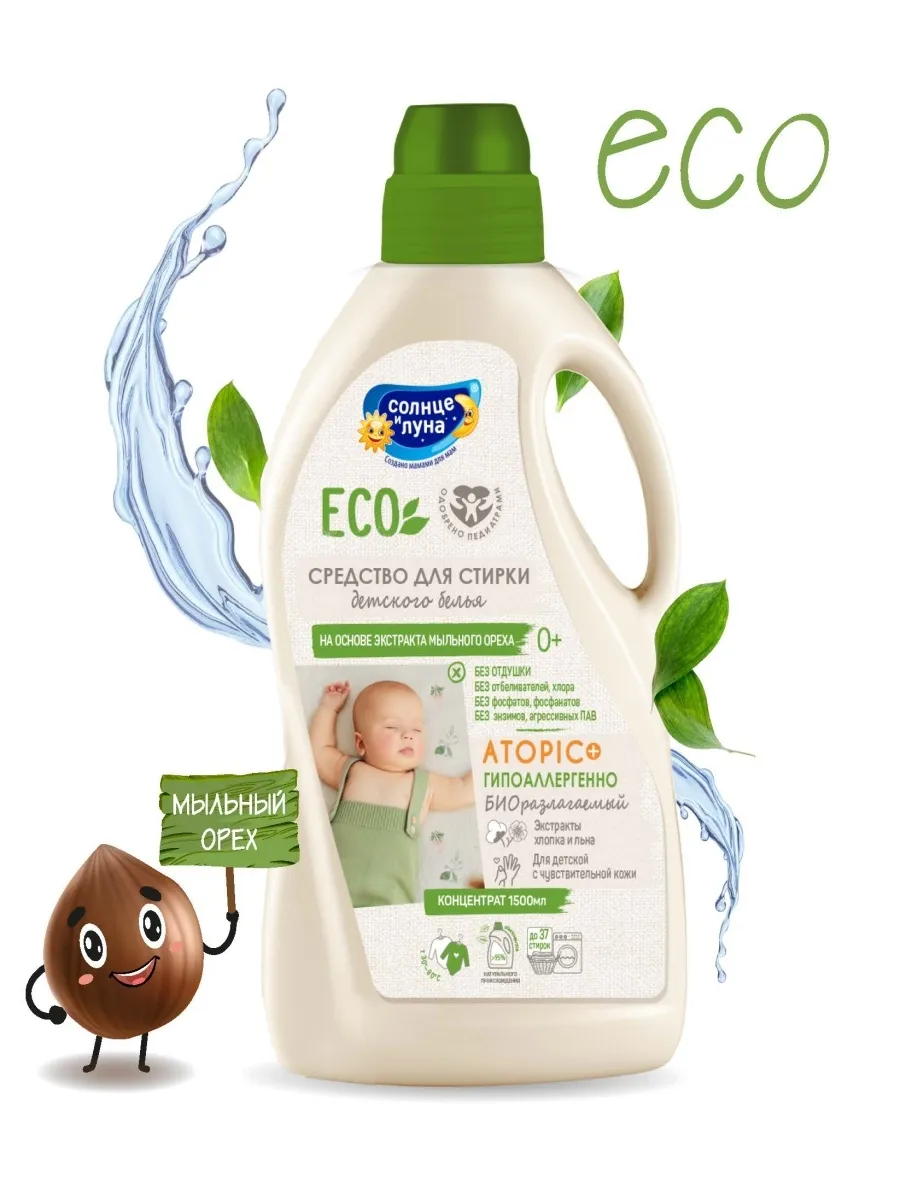 eco
СОЛНЦЕ
И ЛУНА
®
Создано мамами для мам
ECO
ОДОБРЕНО ПЕДИАТРАМИ
СРЕДСТВО ДЛЯ СТИРКИ
детского белья
НА ОСНОВЕ ЭКСТРАКТА МЫЛЬНОГО ОРЕХА
0+
БЕЗ ОТДУШКИ
БЕЗ отбеливателей, хлора
БЕЗ фосфатов, фосфанатов
БЕЗ энзимов, агрессивных ПАВ
ATOPIC+
ГИПОАЛЛЕРГЕННО
БИОразлагаемый
Экстракты
хлопка и льна
Для детской
с чувствительной кожи
КОНЦЕНТРАТ 1500мл
МЫЛЬНЫЙ
ОРЕХ
>95%
НАТУРАЛЬНОГО
ПРОИСХОЖДЕНИЯ
до 37
стирок